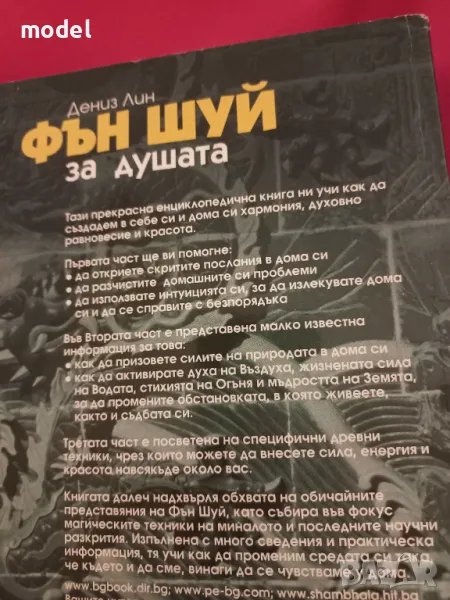 model
Дениз Лин
ФЪН ШУЙ
за душата
Тази прекрасна енциклопедична книга ни учи как да
създадем в себе си и дома си хармония, духовно
равновесие и красота.
Първата част ще ви помогне:
• да откриете скритите послания в дома си
• да разчистите домашните си проблеми
• да използвате интуицията си, за да излекувате дома
си и да се справите с безпорядъка
Във Втората част е представена малко известна
информация за това:
• как да призовете силите на природата в дома си
• как да активирате духа на Въздуха, жизнената сила
на Водата, стихията на Огъня и мъдростта на Земята,
за да промените обстановката, в която живеете,
както и съдбата си.
Третата част е посветена на специфични древни
техники, чрез които можете да внесете сила, енергия и
красота навсякъде около вас.
Книгата далеч надхвърля обхвата на обичайните
представяния на Фън Шуй, като събира във фокус
магическите техники на миналото и последните научни
разкрития. Изпълнена с много сведения и практическа
информация, тя учи как да променим средата си така,
че където и да сме, винаги да се чувстваме у дома.
www.bgbook.dir.bg; www.pe-bg.com; www.shambhala.hit.bg
BAZAR